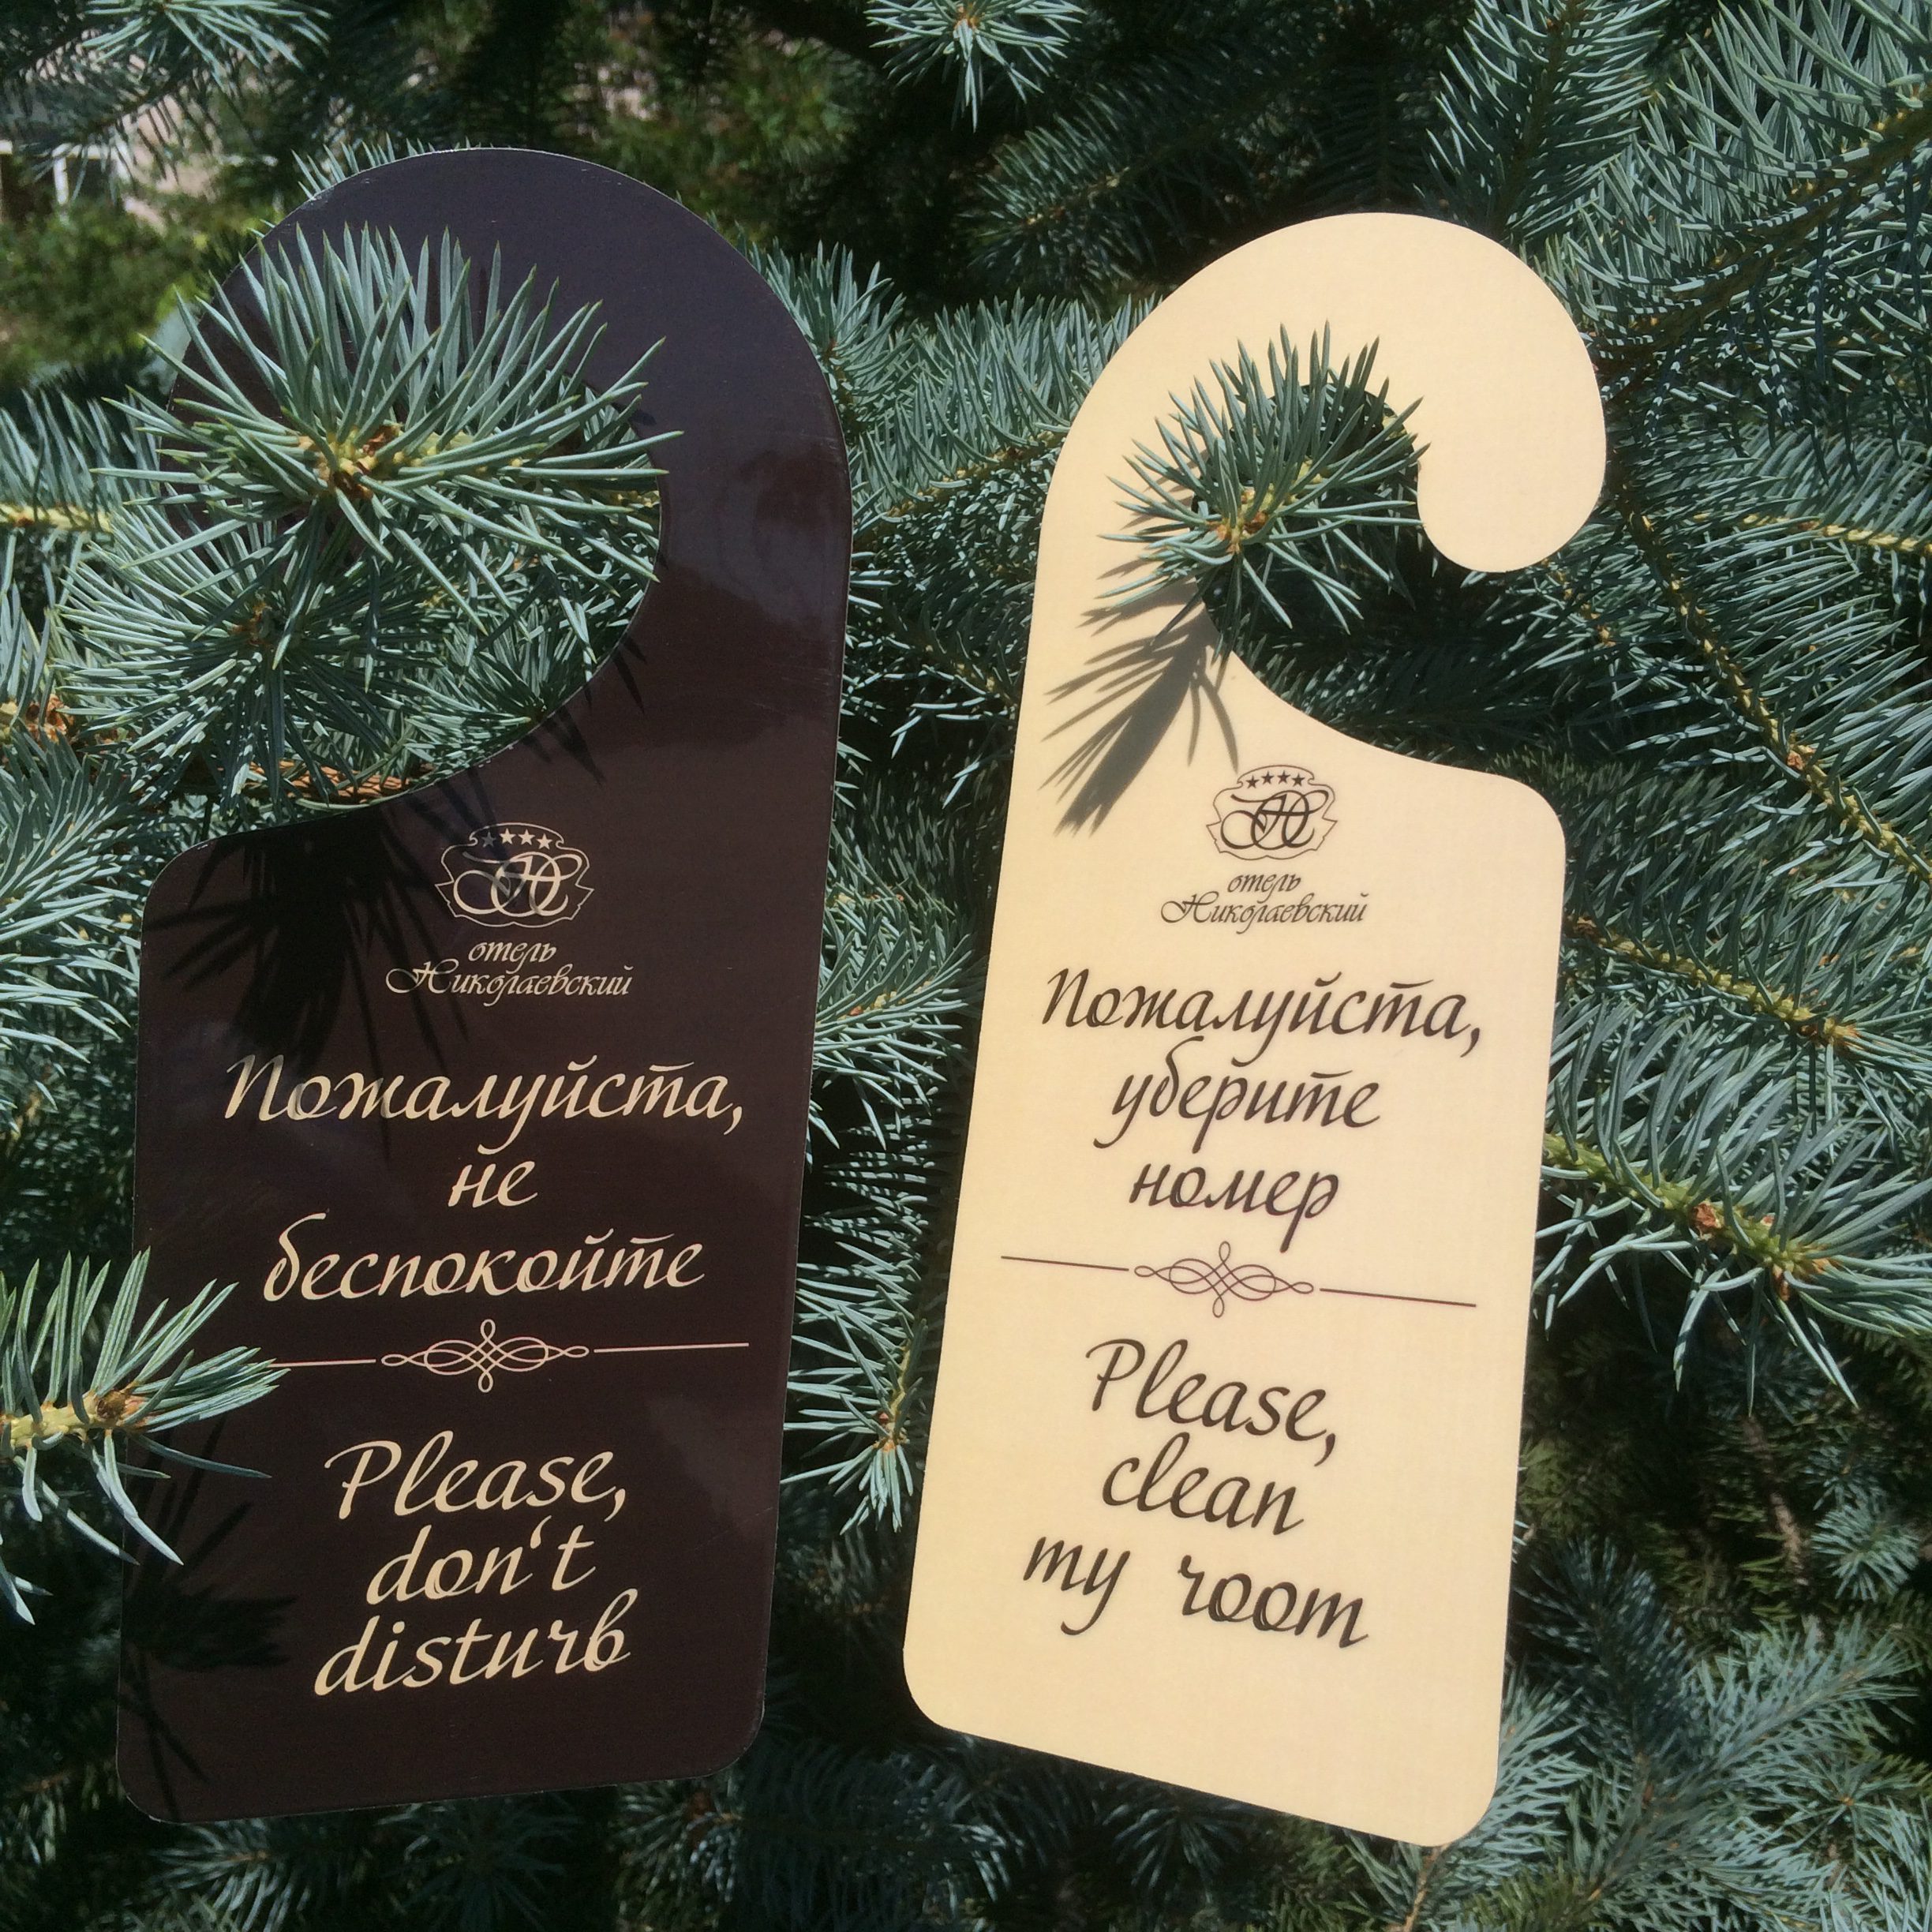 отель
Николаевский
Пожалуйста,
не
беспокойте
Please,
don‘t
disturb
отель
Николаевский
Пожалуйста,
уберите
номер
Please,
clean
my room